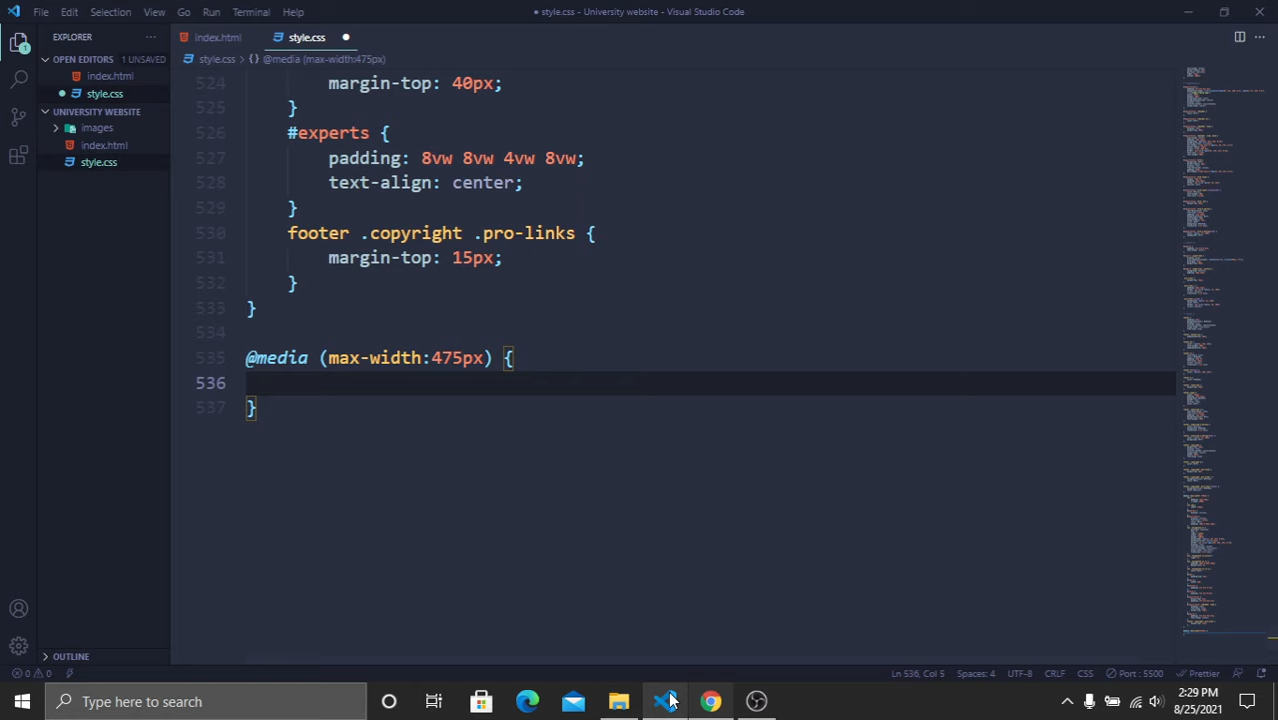 File Edit Selection View Go Run Terminal Help
● style.css - University website - Visual Studio Code
EXPLORER ...
index.html style.css ●
OPEN EDITORS 1 UNSAVED
style.css > {} @media (max-width:475px)
index.html
● style.css
UNIVERSITY WEBSITE
images
index.html
style.css
524 margin-top: 40px;
525 }
526 #experts {
527 padding: 8vw 8vw 4vw 8vw;
528 text-align: center;
529 }
530 footer .copyright .pro-links {
531 margin-top: 15px;
532 }
533 }
534
535 @media (max-width:475px) {
536
537 }
OUTLINE
0 0 Ln 536, Col 5 Spaces: 4 UTF-8 CRLF CSS Port : 5500 Prettier
Type here to search
2:29 PM
8/25/2021